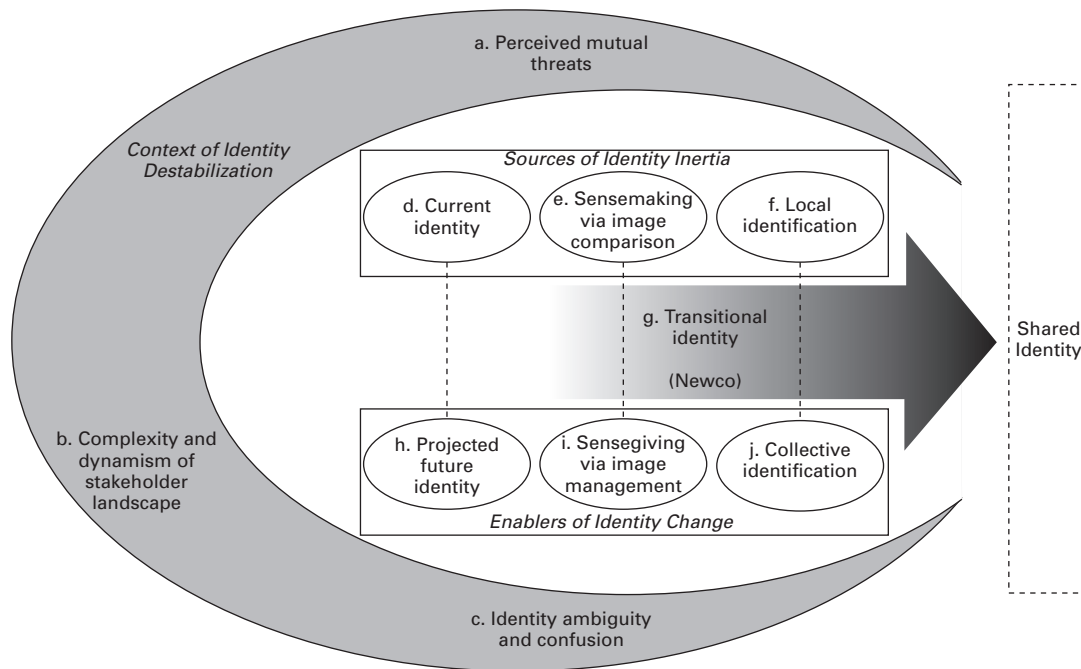 a. Perceived mutual
threats
Context of Identity
Destabilization
Sources of Identity Inertia
d. Current
identity
e. Sensemaking
via image
comparison
f. Local
identification
g. Transitional
identity
(Newco)
Shared
Identity
b. Complexity and
dynamism of
stakeholder
landscape
h. Projected
future
identity
i. Sensegiving
via image
management
j. Collective
identification
Enablers of Identity Change
c. Identity ambiguity
and confusion